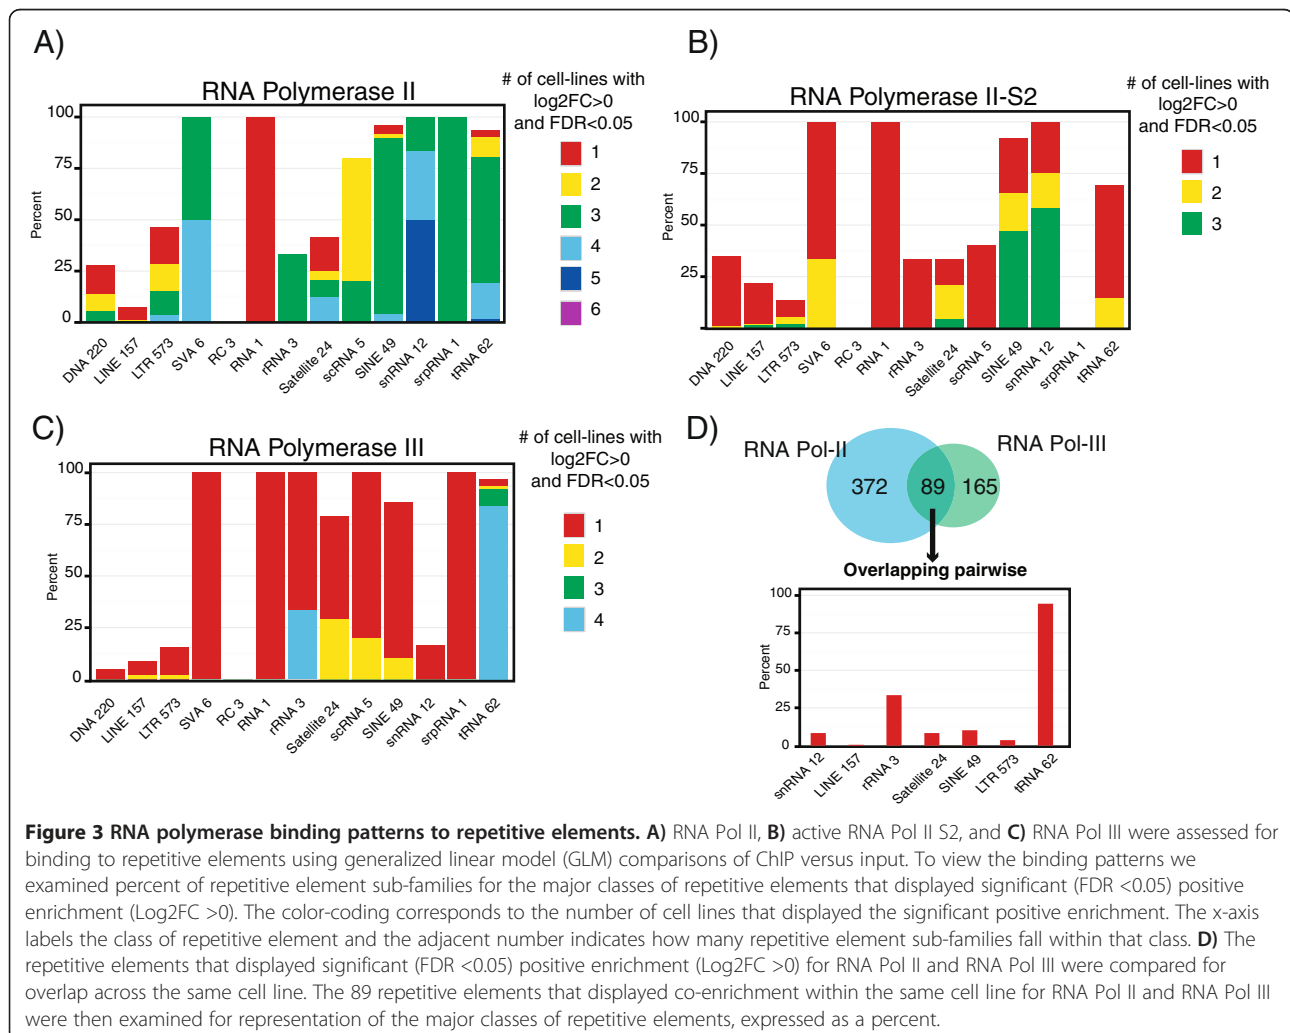 A)
RNA Polymerase II
# of cell-lines with
log2FC>0
and FDR<0.05
1
2
3
4
5
6
Percent
100
75
50
25
0
DNA 220
LINE 157
LTR 573
SVA 6
RC 3
RNA 1
rRNA 3
Satellite 24
scRNA 5
SINE 49
snRNA 12
srpRNA 1
tRNA 62
B)
RNA Polymerase II-S2
# of cell-lines with
log2FC>0
and FDR<0.05
1
2
3
Percent
100
75
50
25
DNA 220
LINE 157
LTR 573
SVA 6
RC 3
RNA 1
rRNA 3
Satellite 24
scRNA 5
SINE 49
snRNA 12
srpRNA 1
tRNA 62
C)
RNA Polymerase III
# of cell-lines with
log2FC>0
and FDR<0.05
1
2
3
4
Percent
100
75
50
25
0
DNA 220
LINE 157
LTR 573
SVA 6
RC 3
RNA 1
rRNA 3
Satellite 24
scRNA 5
SINE 49
snRNA 12
srpRNA 1
tRNA 62
D)
RNA Pol-II
RNA Pol-III
372
89
165
Overlapping pairwise
Percent
100
75
50
25
0
snRNA 12
LINE 157
rRNA 3
Satellite 24
SINE 49
LTR 573
tRNA 62
Figure 3 RNA polymerase binding patterns to repetitive elements. A) RNA Pol II, B) active RNA Pol II S2, and C) RNA Pol III were assessed for
binding to repetitive elements using generalized linear model (GLM) comparisons of ChIP versus input. To view the binding patterns we
examined percent of repetitive element sub-families for the major classes of repetitive elements that displayed significant (FDR <0.05) positive
enrichment (Log2FC >0). The color-coding corresponds to the number of cell lines that displayed the significant positive enrichment. The x-axis
labels the class of repetitive element and the adjacent number indicates how many repetitive element sub-families fall within that class. D) The
repetitive elements that displayed significant (FDR <0.05) positive enrichment (Log2FC >0) for RNA Pol II and RNA Pol III were compared for
overlap across the same cell line. The 89 repetitive elements that displayed co-enrichment within the same cell line for RNA Pol II and RNA Pol III
were then examined for representation of the major classes of repetitive elements, expressed as a percent.